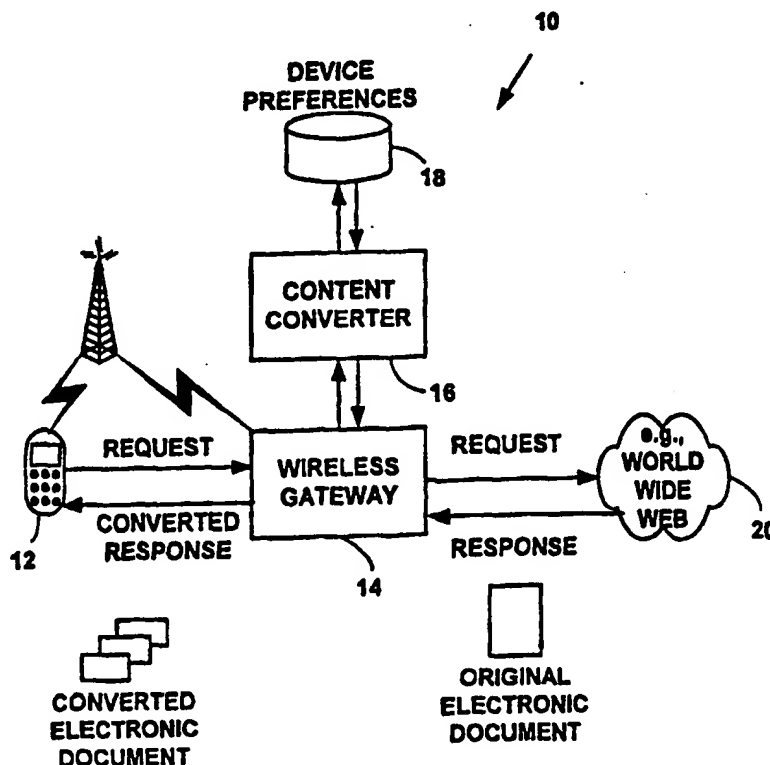 10
DEVICE
PREFERENCES
18
CONTENT
CONVERTER
16
REQUEST
WIRELESS
GATEWAY
REQUEST
e.g.,
WORLD
WIDE
WEB
CONVERTED
RESPONSE
RESPONSE
12
14
20
CONVERTED
ELECTRONIC
DOCUMENT
ORIGINAL
ELECTRONIC
DOCUMENT